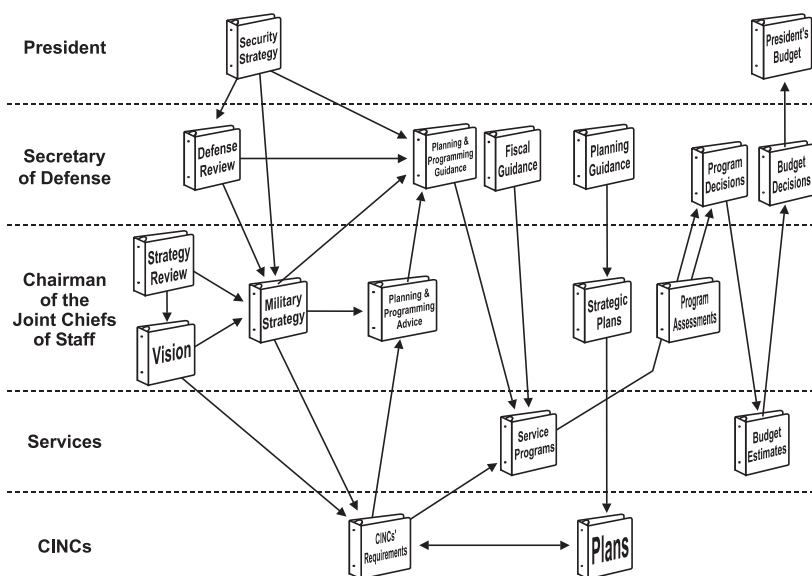 President
Security
Strategy
President's
Budget
Secretary
of Defense
Defense
Review
Planning &
Programming
Guidance
Fiscal
Guidance
Planning
Guidance
Program
Decisions
Budget
Decisions
Chairman
of the
Joint Chiefs
of Staff
Strategy
Review
Vision
Military
Strategy
Planning &
Programming
Advice
Strategic
Plans
Program
Assessments
Services
Service
Programs
Budget
Estimates
CINCs
CINCs'
Requirements
Plans